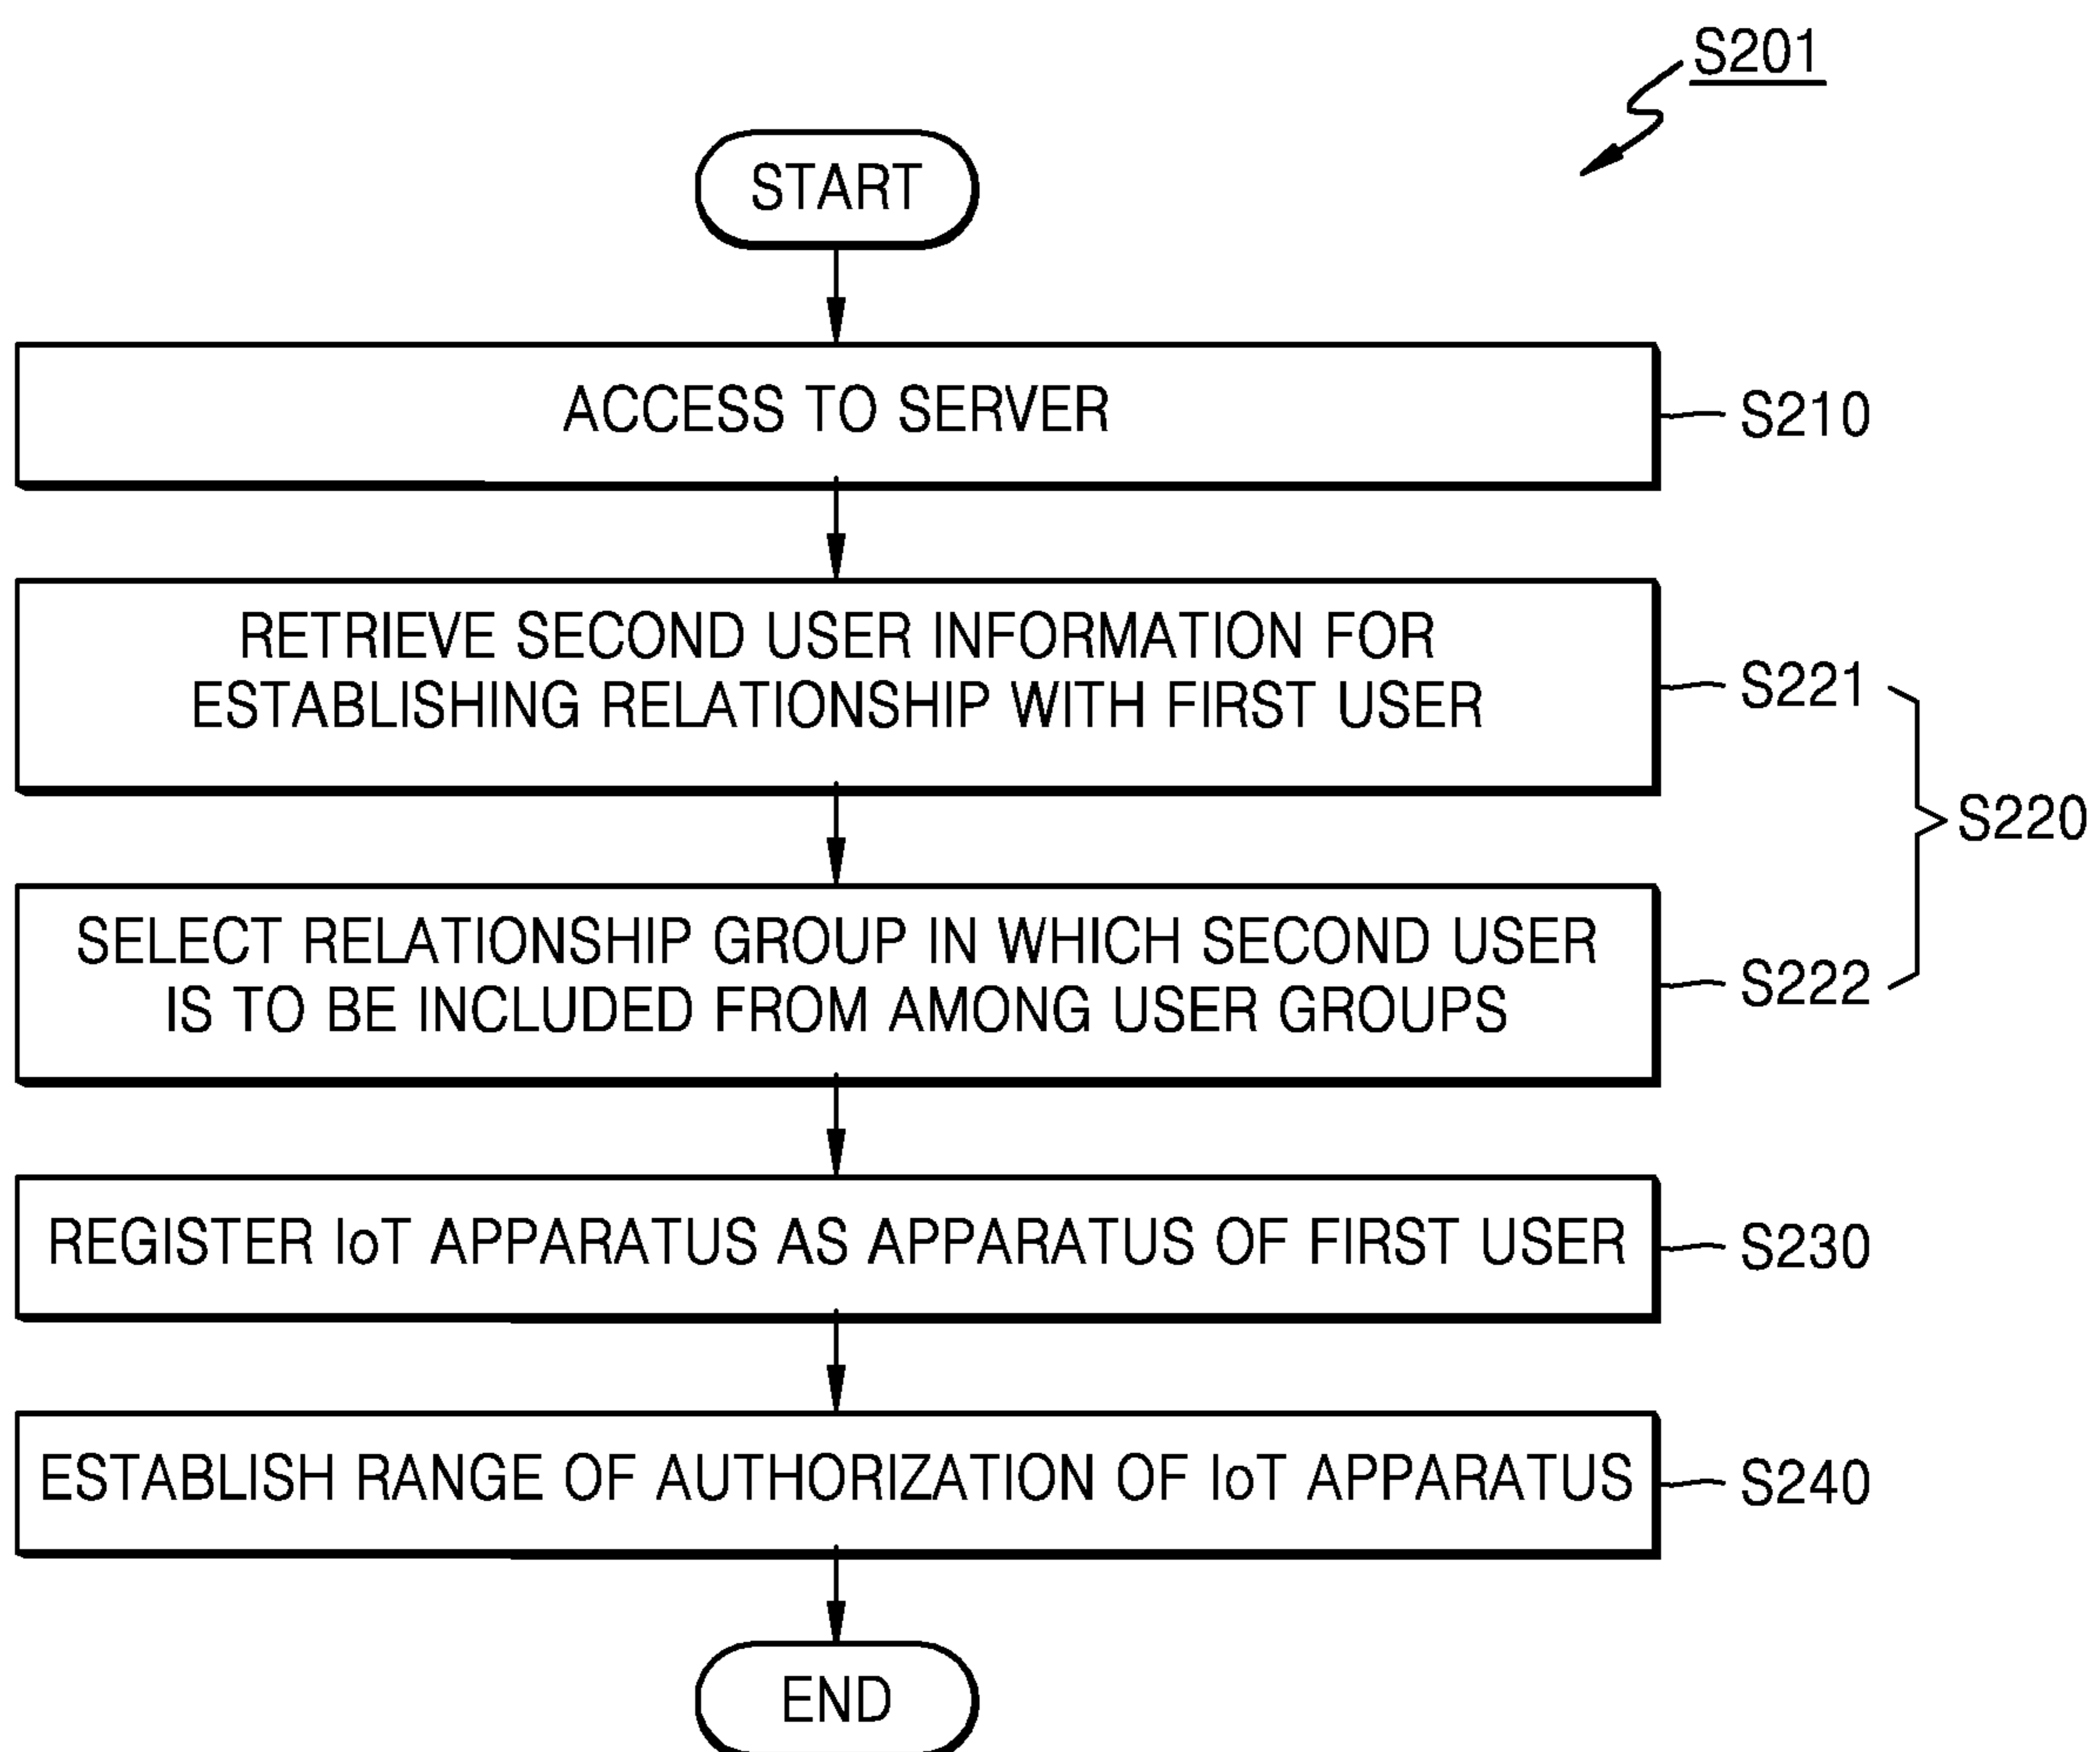 S201
START
ACCESS TO SERVER
S210
RETRIEVE SECOND USER INFORMATION FOR
ESTABLISHING RELATIONSHIP WITH FIRST USER
S221
S220
SELECT RELATIONSHIP GROUP IN WHICH SECOND USER
IS TO BE INCLUDED FROM AMONG USER GROUPS
S222
REGISTER IoT APPARATUS AS APPARATUS OF FIRST USER
S230
ESTABLISH RANGE OF AUTHORIZATION OF IoT APPARATUS
S240
END